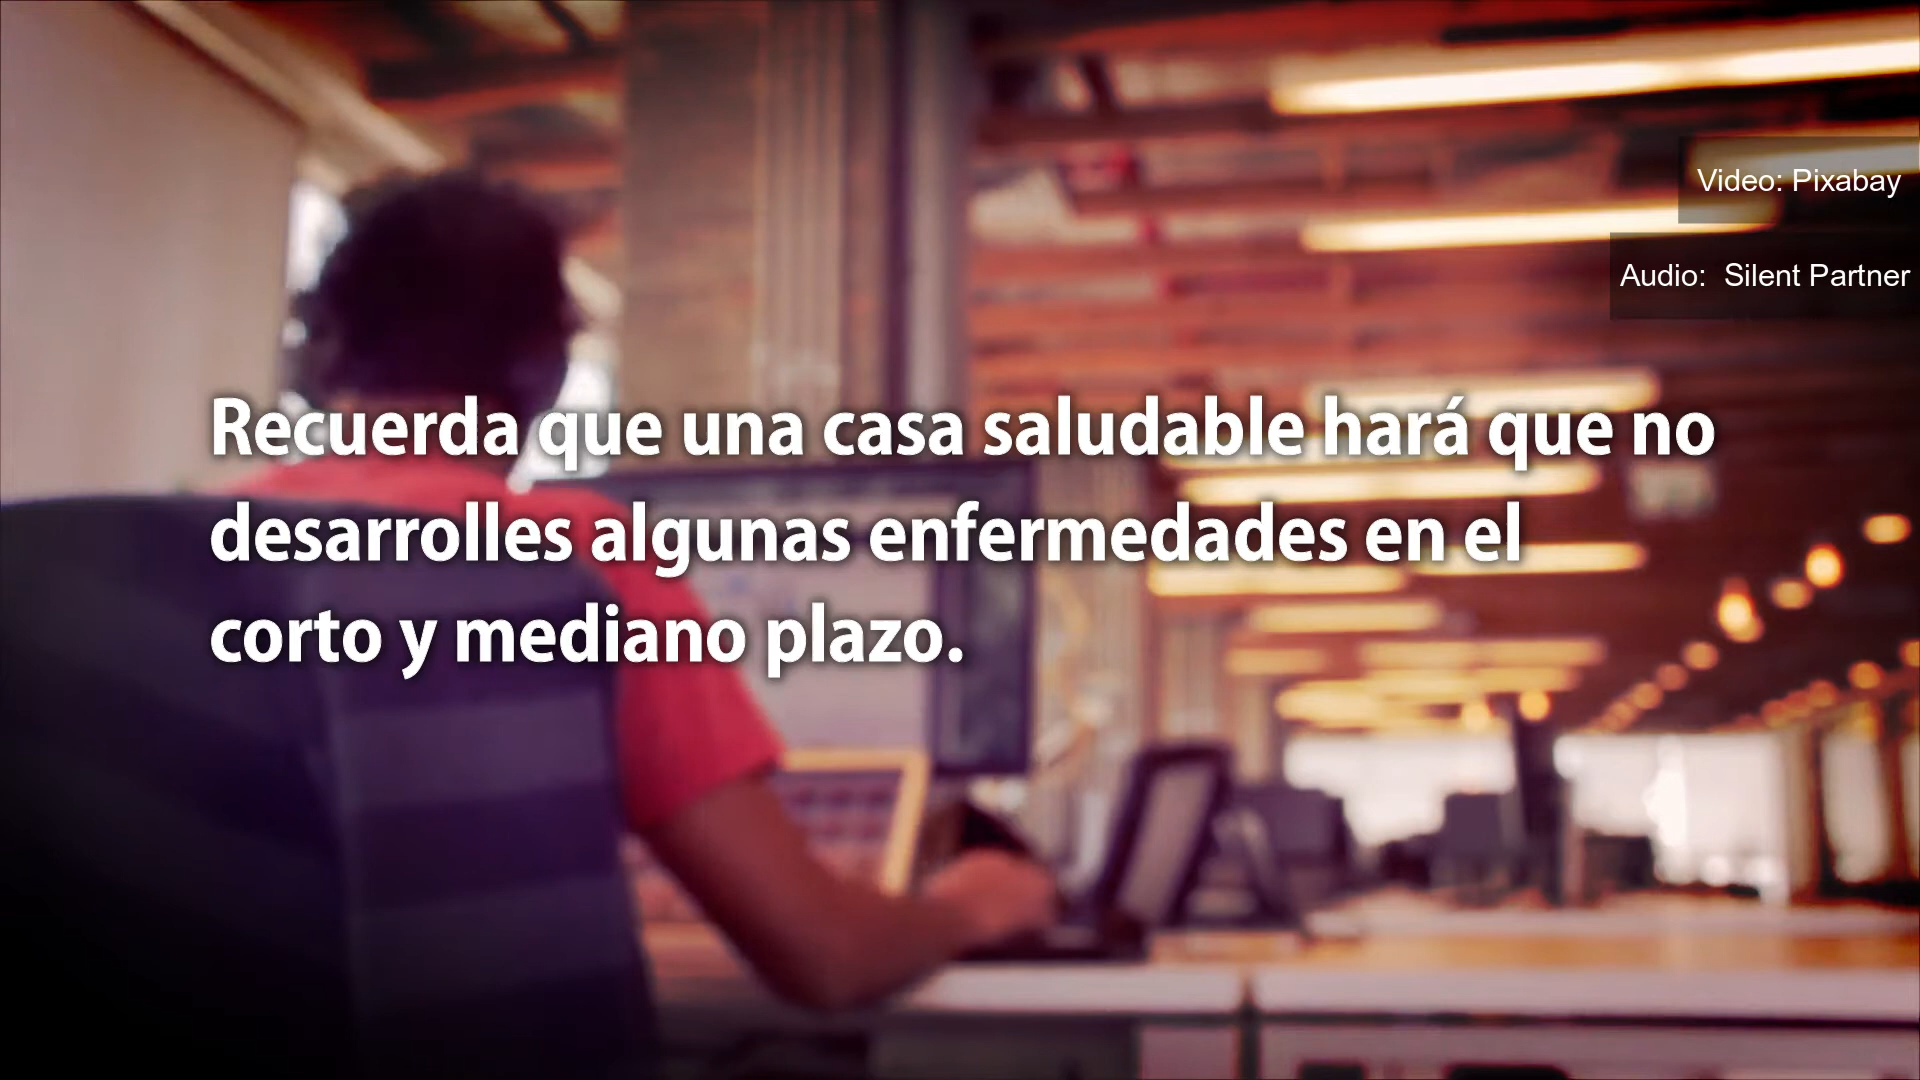 Video: Pixabay
Audio: Silent Partner
Recuerda que una casa saludable hará que no
desarrolles algunas enfermedades en el
corto y mediano plazo.